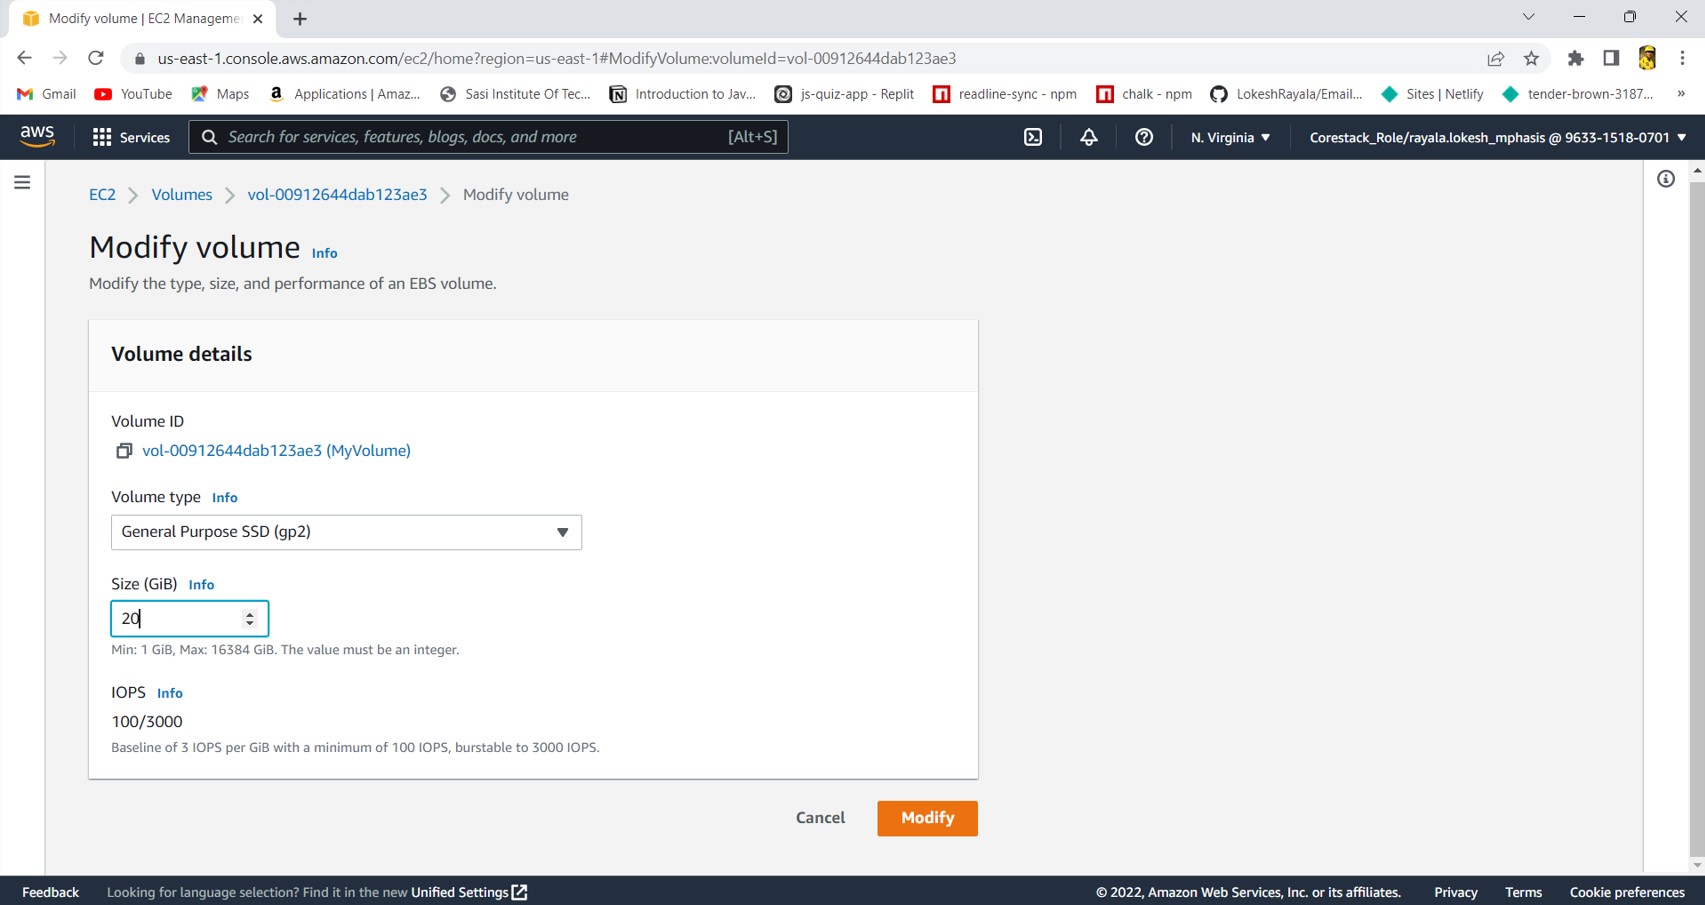 Modify volume | EC2 Manageme
us-east-1.console.aws.amazon.com/ec2/home?region=us-east-1#ModifyVolume:volumeId=vol-00912644dab123ae3
Gmail YouTube Maps Applications | Amaz... Sasi Institute Of Tec... Introduction to Jav... js-quiz-app - Replit readline-sync - npm chalk - npm LokeshRayala/Email... Sites | Netlify tender-brown-3187... »
aws Services Search for services, features, blogs, docs, and more [Alt+S] N. Virginia Corestack_Role/rayala.lokesh_mphasis @ 9633-1518-0701
EC2 > Volumes > vol-00912644dab123ae3 > Modify volume
Modify volume Info
Modify the type, size, and performance of an EBS volume.
Volume details
Volume ID
vol-00912644dab123ae3 (MyVolume)
Volume type Info
General Purpose SSD (gp2)
Size (GiB) Info
20
Min: 1 GiB, Max: 16384 GiB. The value must be an integer.
IOPS Info
100/3000
Baseline of 3 IOPS per GiB with a minimum of 100 IOPS, burstable to 3000 IOPS.
Cancel Modify
Feedback Looking for language selection? Find it in the new Unified Settings © 2022, Amazon Web Services, Inc. or its affiliates. Privacy Terms Cookie preferences